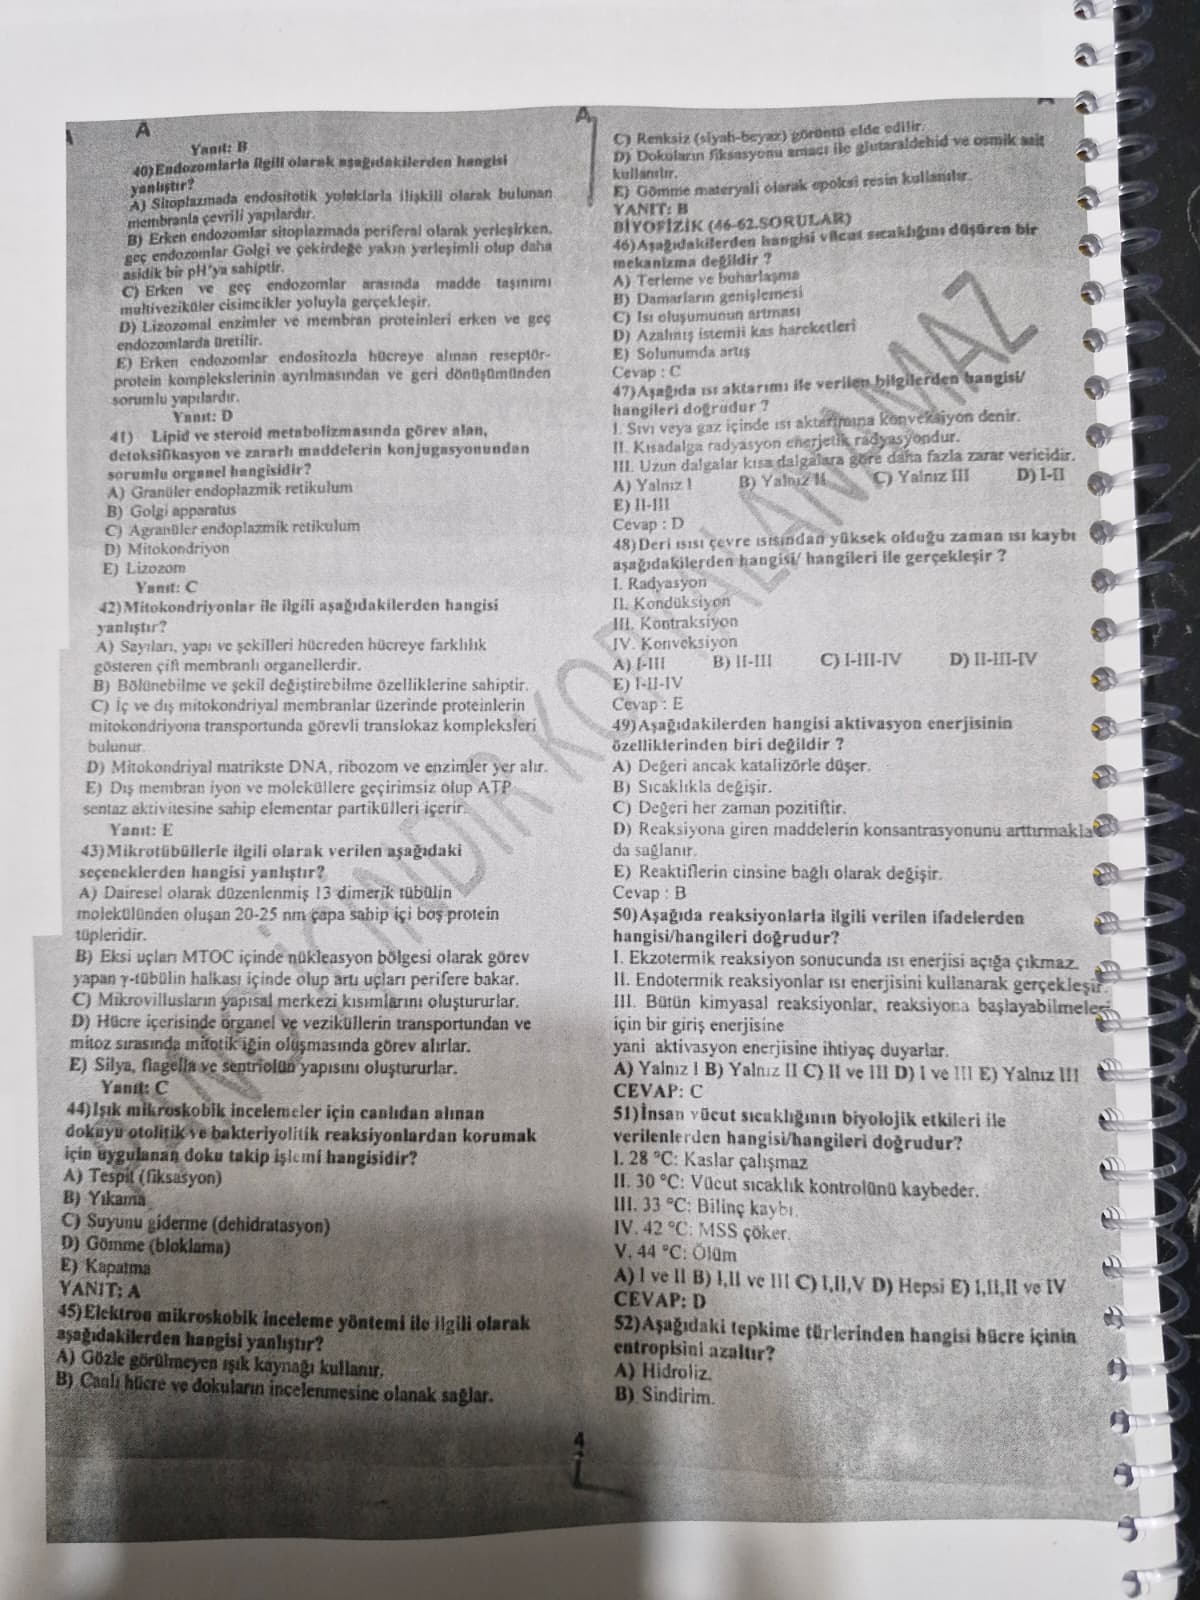 A
Yanıt: B
40)Endozomlarla ilgili olarak aşağıdakilerden hangisi
yanlıştır?
A) Sitoplazmada endositotik yolaklarla ilişkili olarak bulunan
membranla çevrili yapılardır.
B) Erken endozomlar sitoplazmada periferal olarak yerleşirken,
geç endozomlar Golgi ve çekirdeğe yakın yerleşimli olup daha
asidik bir pH'ya sahiptir.
C) Erken ve geç endozomlar arasında madde taşınımı
multiveziküler cisimcikler yoluyla gerçekleşir.
D) Lizozomal enzimler ve membran proteinleri erken ve geç
endozomlarda üretilir.
E) Erken endozomlar endositozla hücreye alınan reseptör-
protein komplekslerinin ayrılmasından ve geri dönüşümünden
sorumlu yapılardır.
Yanıt: D
41) Lipid ve steroid metabolizmasında görev alan,
detoksifikasyon ve zararlı maddelerin konjugasyonundan
sorumlu organel hangisidir?
A) Granüler endoplazmik retikulum
B) Golgi apparatus
C) Agranüler endoplazmik retikulum
D) Mitokondriyon
E) Lizozom
Yanıt: C
42)Mitokondriyonlar ile ilgili aşağıdakilerden hangisi
yanlıştır?
A) Sayıları, yapı ve şekilleri hücreden hücreye farklılık
gösteren çift membranlı organellerdir.
B) Bölünebilme ve şekil değiştirebilme özelliklerine sahiptir.
C) İç ve dış mitokondriyal membranlar üzerinde proteinlerin
mitokondriyona transportunda görevli translokaz kompleksleri
bulunur.
D) Mitokondriyal matrikste DNA, ribozom ve enzimler yer alır.
E) Dış membran iyon ve moleküllere geçirimsiz olup ATP
sentaz aktivitesine sahip elementar partikülleri içerir.
Yanıt: E
43)Mikrotübüllerle ilgili olarak verilen aşağıdaki
seçeneklerden hangisi yanlıştır?
A) Dairesel olarak düzenlenmiş 13 dimerik tübülin
molekülünden oluşan 20-25 nm çapa sahip içi boş protein
tüpleridir.
B) Eksi uçları MTOC içinde nükleasyon bölgesi olarak görev
yapan γ-tübülin halkası içinde olup artı uçları perifere bakar.
C) Mikrovillusların yapısal merkezi kısımlarını oluştururlar.
D) Hücre içerisinde organel ve veziküllerin transportundan ve
mitoz sırasında mitotik iğin oluşmasında görev alırlar.
E) Silya, flagella ve sentriolün yapısını oluştururlar.
Yanıt: C
44)Işık mikroskobik incelemeler için canlıdan alınan
dokuyu otolitik ve bakteriyolitik reaksiyonlardan korumak
için uygulanan doku takip işlemi hangisidir?
A) Tespit (fiksasyon)
B) Yıkama
C) Suyunu giderme (dehidratasyon)
D) Gömme (bloklama)
E) Kapatma
YANIT: A
45)Elektron mikroskobik inceleme yöntemi ile ilgili olarak
aşağıdakilerden hangisi yanlıştır?
A) Gözle görülmeyen ışık kaynağı kullanır.
B) Canlı hücre ve dokuların incelenmesine olanak sağlar.
A
C) Renksiz (siyah-beyaz) görüntü elde edilir.
D) Dokuların fiksasyonu amacı ile glutaraldehid ve osmik asit
kullanılır.
E) Gömme materyali olarak epoksi resin kullanılır.
YANIT: B
BİYOFİZİK (46-62.SORULAR)
46)Aşağıdakilerden hangisi vücut sıcaklığını düşüren bir
mekanizma değildir ?
A) Terleme ve buharlaşma
B) Damarların genişlemesi
C) Isı oluşumunun artması
D) Azalmış istemli kas hareketleri
E) Solunumda artış
Cevap : C
47)Aşağıda ısı aktarımı ile verilen bilgilerden hangisi/
hangileri doğrudur ?
I. Sıvı veya gaz içinde ısı aktarımına konveksiyon denir.
II. Kısadalga radyasyon enerjetik radyasyondur.
III. Uzun dalgalar kısa dalgalara göre daha fazla zarar vericidir.
A) Yalnız I B) Yalnız II C) Yalnız III D) I-II
E) II-III
Cevap : D
48)Deri ısısı çevre ısısından yüksek olduğu zaman ısı kaybı
aşağıdakilerden hangisi/ hangileri ile gerçekleşir ?
I. Radyasyon
II. Kondüksiyon
III. Kontraksiyon
IV. Konveksiyon
A) I-III B) II-III C) I-III-IV D) II-III-IV
E) I-II-IV
Cevap : E
49)Aşağıdakilerden hangisi aktivasyon enerjisinin
özelliklerinden biri değildir ?
A) Değeri ancak katalizörle düşer.
B) Sıcaklıkla değişir.
C) Değeri her zaman pozitiftir.
D) Reaksiyona giren maddelerin konsantrasyonunu arttırmakla
da sağlanır.
E) Reaktiflerin cinsine bağlı olarak değişir.
Cevap : B
50)Aşağıda reaksiyonlarla ilgili verilen ifadelerden
hangisi/hangileri doğrudur?
I. Ekzotermik reaksiyon sonucunda ısı enerjisi açığa çıkmaz.
II. Endotermik reaksiyonlar ısı enerjisini kullanarak gerçekleşir.
III. Bütün kimyasal reaksiyonlar, reaksiyona başlayabilmeleri
için bir giriş enerjisine
yani aktivasyon enerjisine ihtiyaç duyarlar.
A) Yalnız I B) Yalnız II C) II ve III D) I ve III E) Yalnız III
CEVAP: C
51)İnsan vücut sıcaklığının biyolojik etkileri ile
verilenlerden hangisi/hangileri doğrudur?
I. 28 °C: Kaslar çalışmaz
II. 30 °C: Vücut sıcaklık kontrolünü kaybeder.
III. 33 °C: Bilinç kaybı.
IV. 42 °C: MSS çöker.
V. 44 °C: Ölüm
A) I ve II B) I,II ve III C) I,II,V D) Hepsi E) I,II,II ve IV
CEVAP: D
52)Aşağıdaki tepkime türlerinden hangisi hücre içinin
entropisini azaltır?
A) Hidroliz.
B) Sindirim.
4